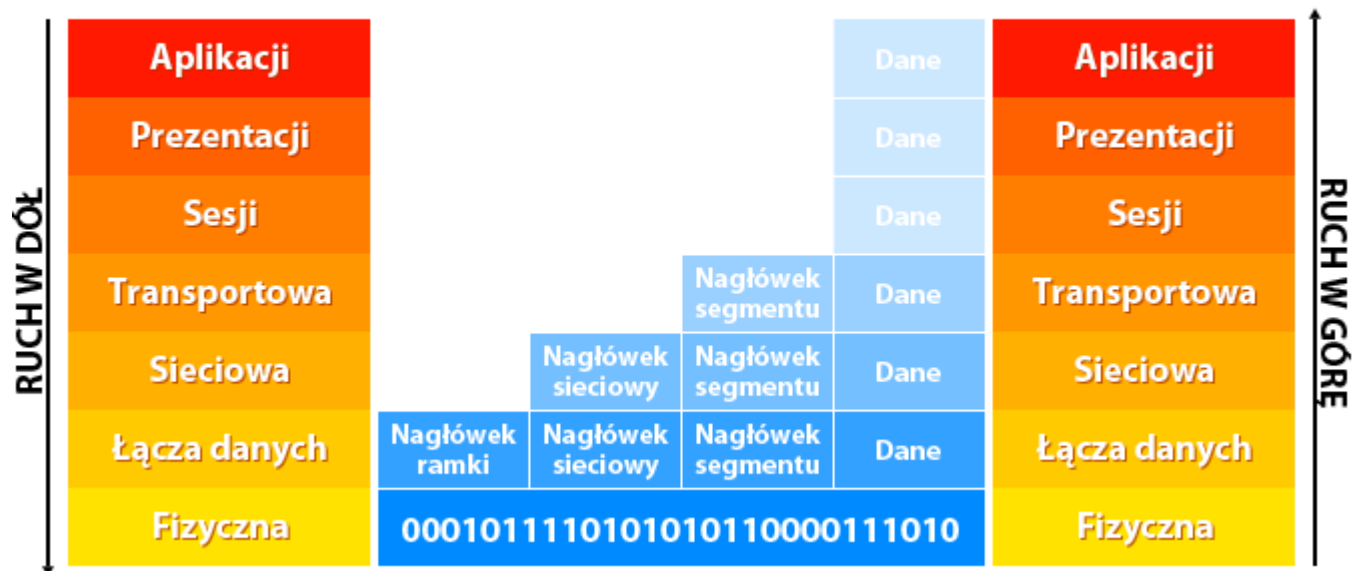 RUCH W DÓŁ
Aplikacji
Dane
Aplikacji
Prezentacji
Dane
Prezentacji
Sesji
Dane
Sesji
Transportowa
Nagłówek
segmentu
Dane
Transportowa
Sieciowa
Nagłówek
sieciowy
Nagłówek
segmentu
Dane
Sieciowa
Łącza danych
Nagłówek
ramki
Nagłówek
sieciowy
Nagłówek
segmentu
Dane
Łącza danych
Fizyczna
0001011110101010110000111010
Fizyczna
RUCH W GÓRĘ